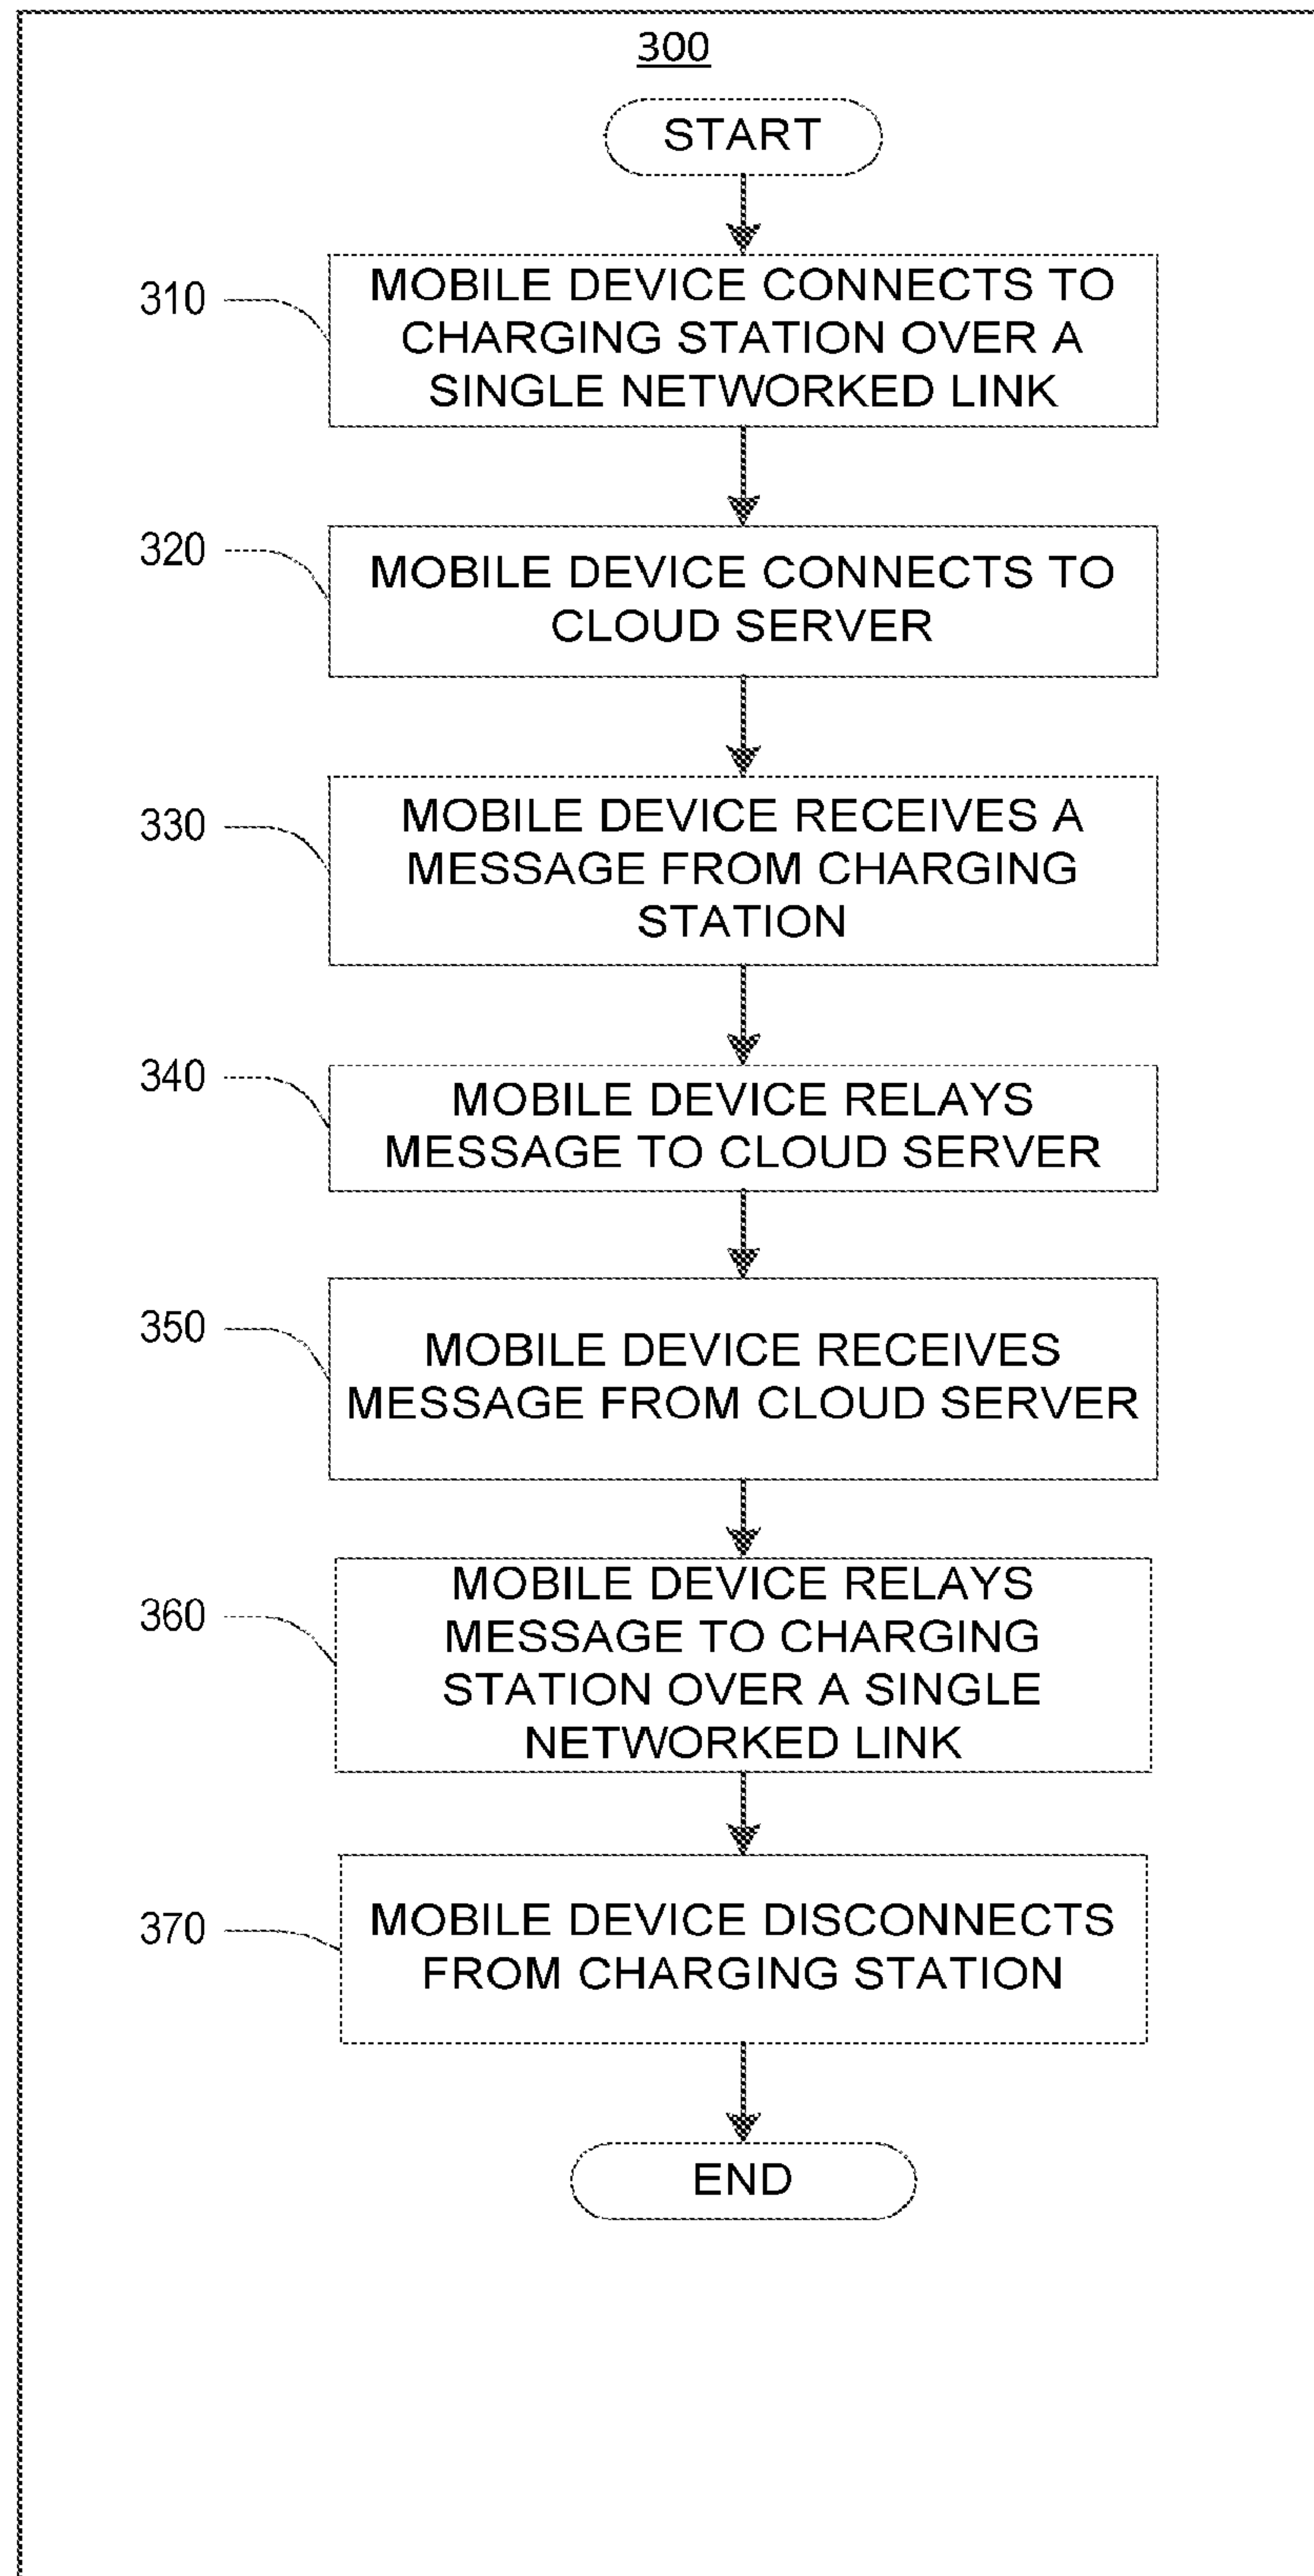 300
START
310
MOBILE DEVICE CONNECTS TO
CHARGING STATION OVER A
SINGLE NETWORKED LINK
320
MOBILE DEVICE CONNECTS TO
CLOUD SERVER
330
MOBILE DEVICE RECEIVES A
MESSAGE FROM CHARGING
STATION
340
MOBILE DEVICE RELAYS
MESSAGE TO CLOUD SERVER
350
MOBILE DEVICE RECEIVES
MESSAGE FROM CLOUD SERVER
360
MOBILE DEVICE RELAYS
MESSAGE TO CHARGING
STATION OVER A SINGLE
NETWORKED LINK
370
MOBILE DEVICE DISCONNECTS
FROM CHARGING STATION
END